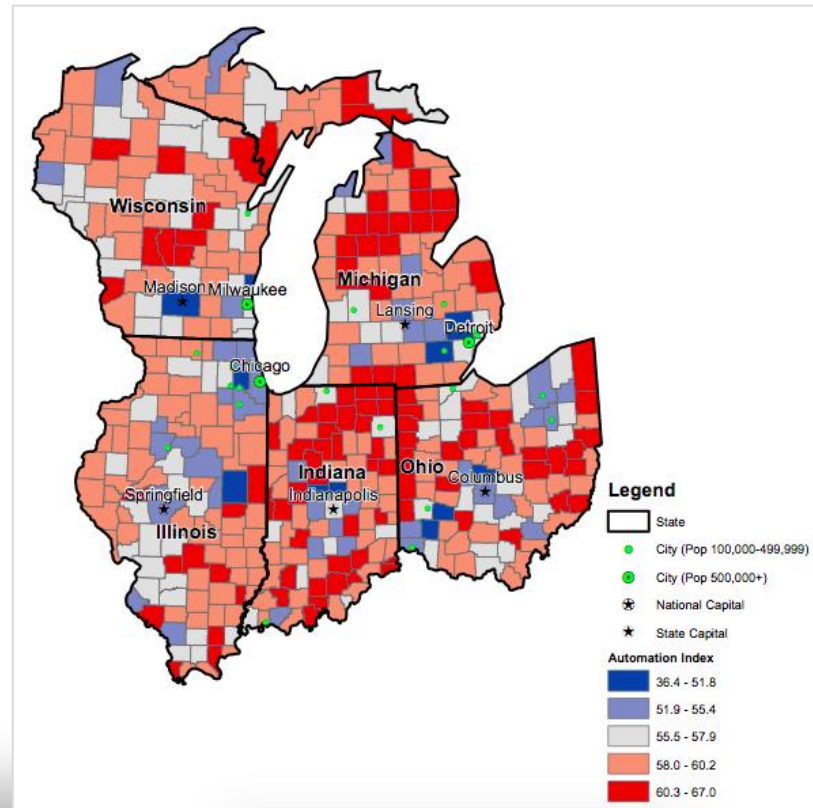 Wisconsin
Madison
Milwaukee
Michigan
Lansing
Detroit
Chicago
Springfield
Illinois
Indiana
Indianapolis
Ohio
Columbus
Legend
State
City (Pop 100,000-499,999)
City (Pop 500,000+)
National Capital
State Capital
Automation Index
36.4 - 51.8
51.9 - 55.4
55.5 - 57.9
58.0 - 60.2
60.3 - 67.0